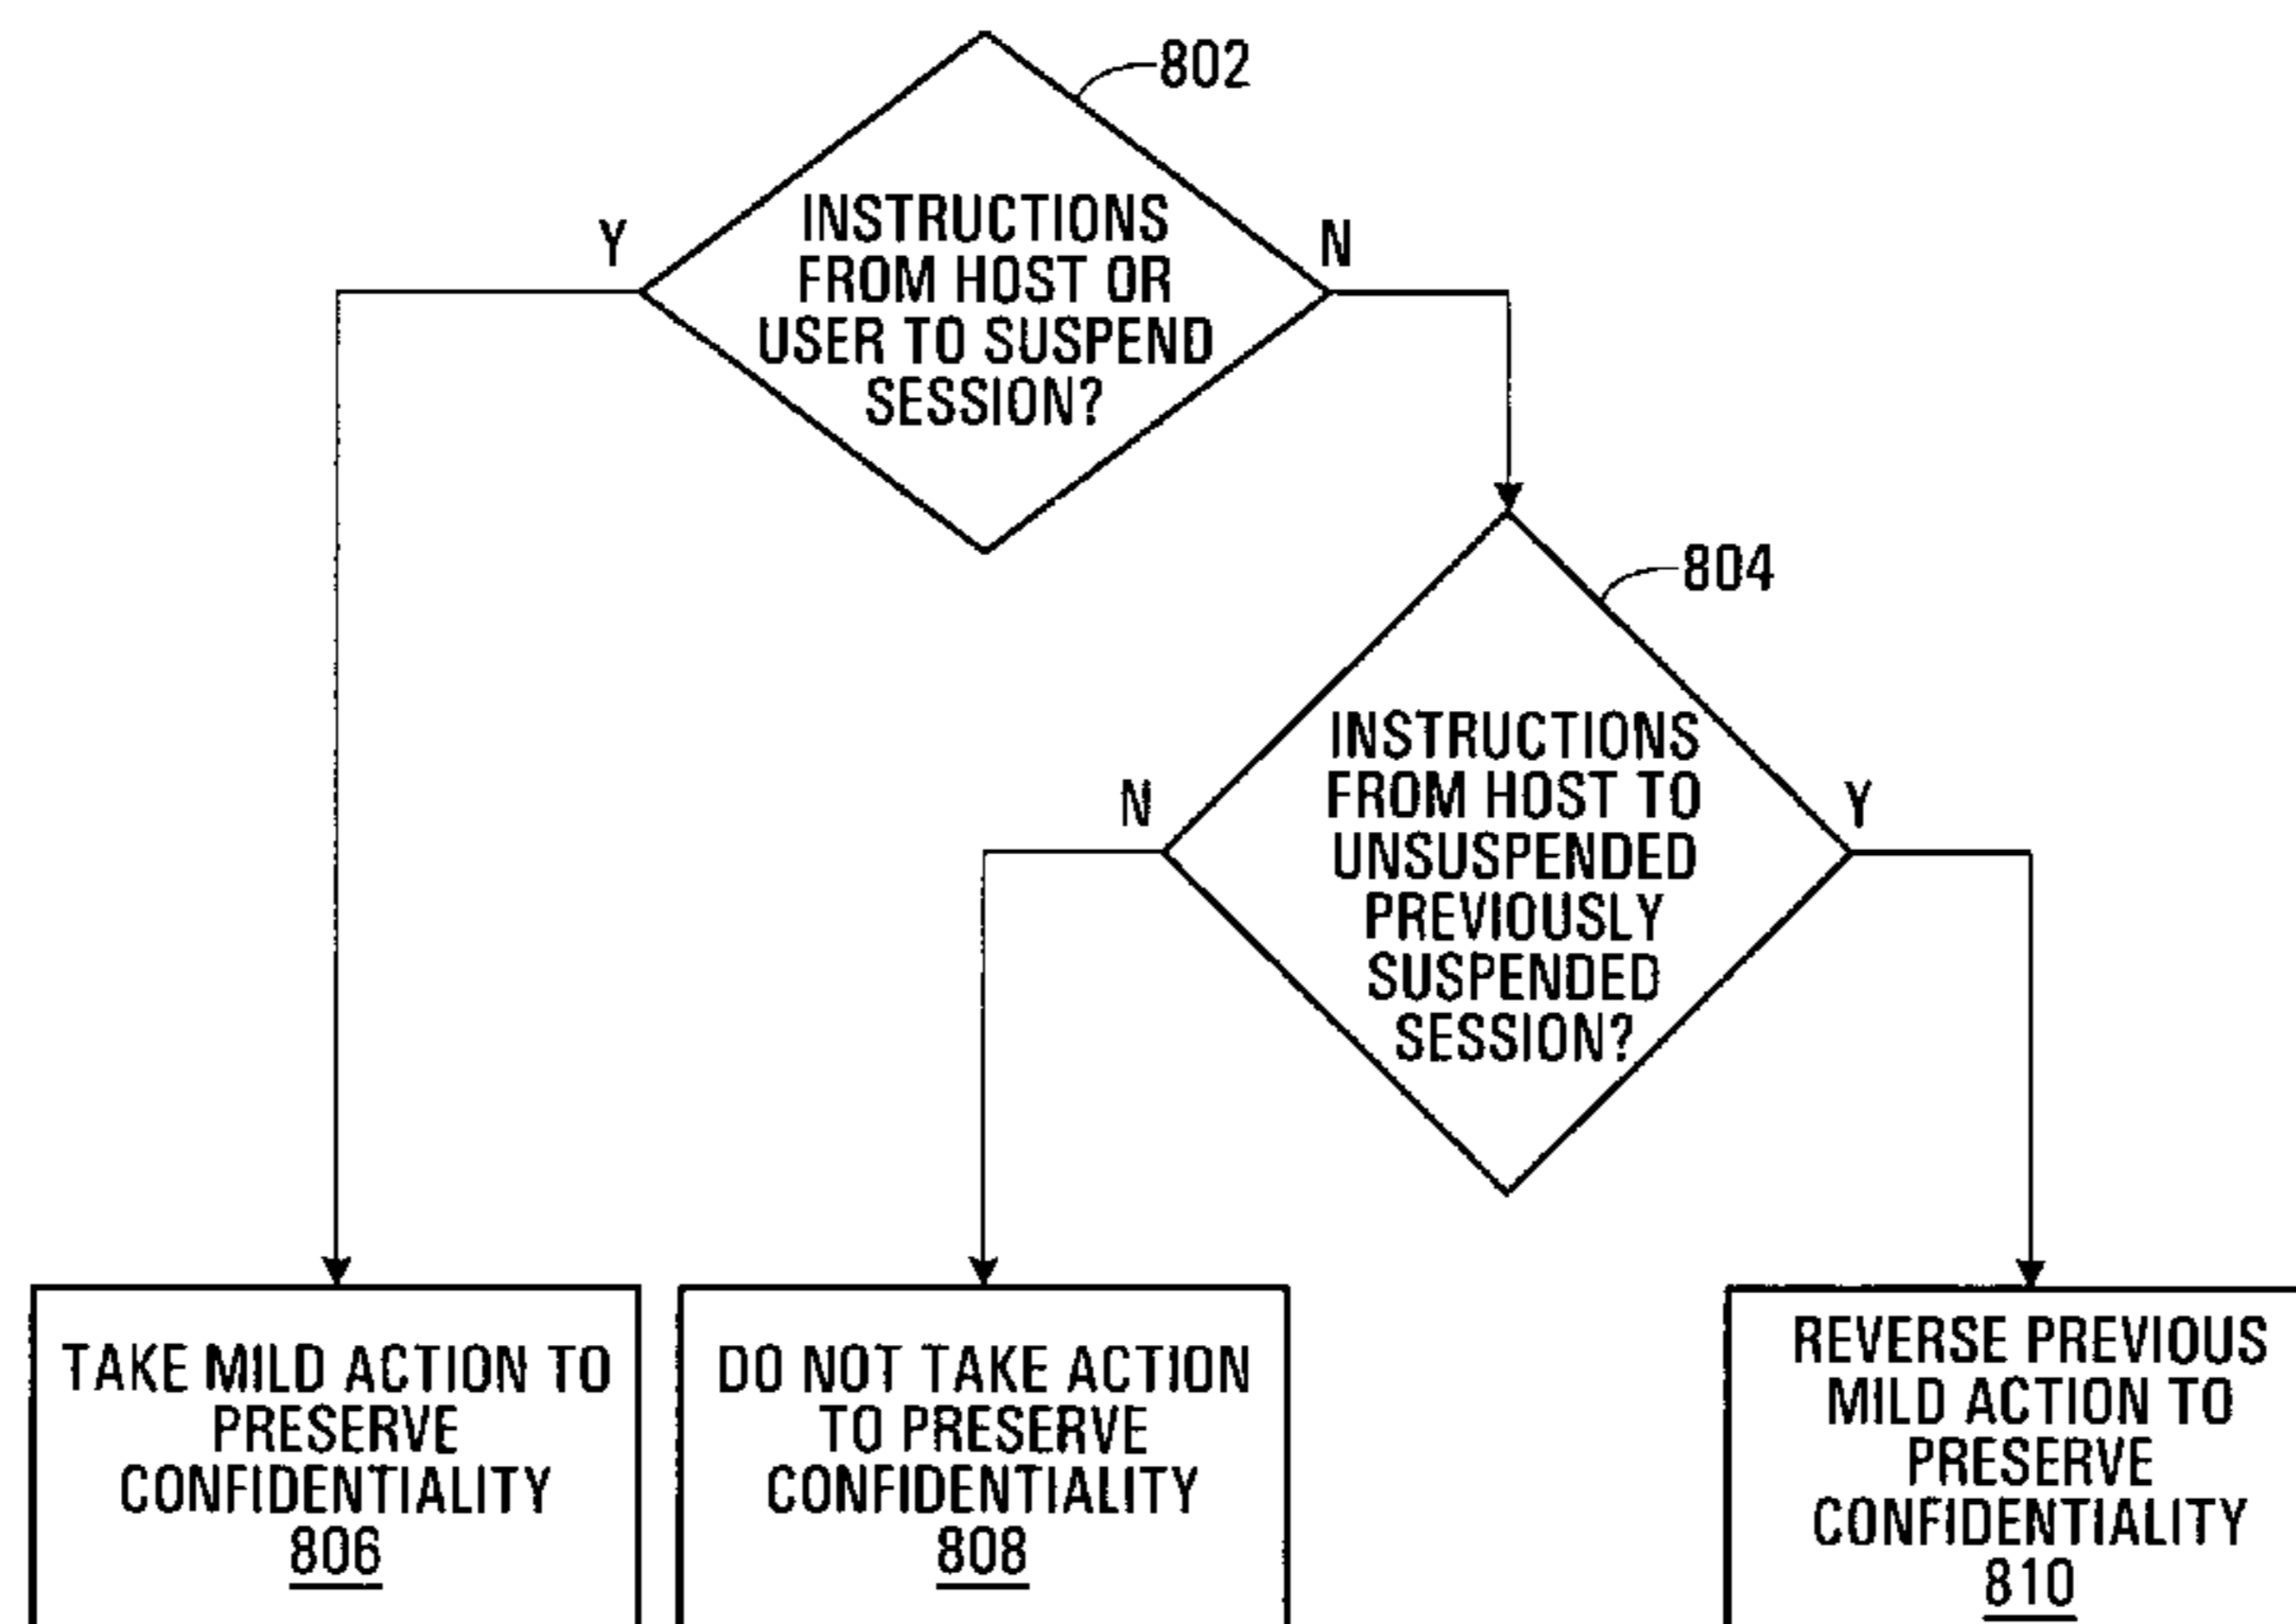 802
Y
INSTRUCTIONS
FROM HOST OR
USER TO SUSPEND
SESSION?
N
804
N
INSTRUCTIONS
FROM HOST TO
UNSUSPENDED
PREVIOUSLY
SUSPENDED
SESSION?
Y
TAKE MILD ACTION TO
PRESERVE
CONFIDENTIALITY
806
DO NOT TAKE ACTION
TO PRESERVE
CONFIDENTIALITY
808
REVERSE PREVIOUS
MILD ACTION TO
PRESERVE
CONFIDENTIALITY
810